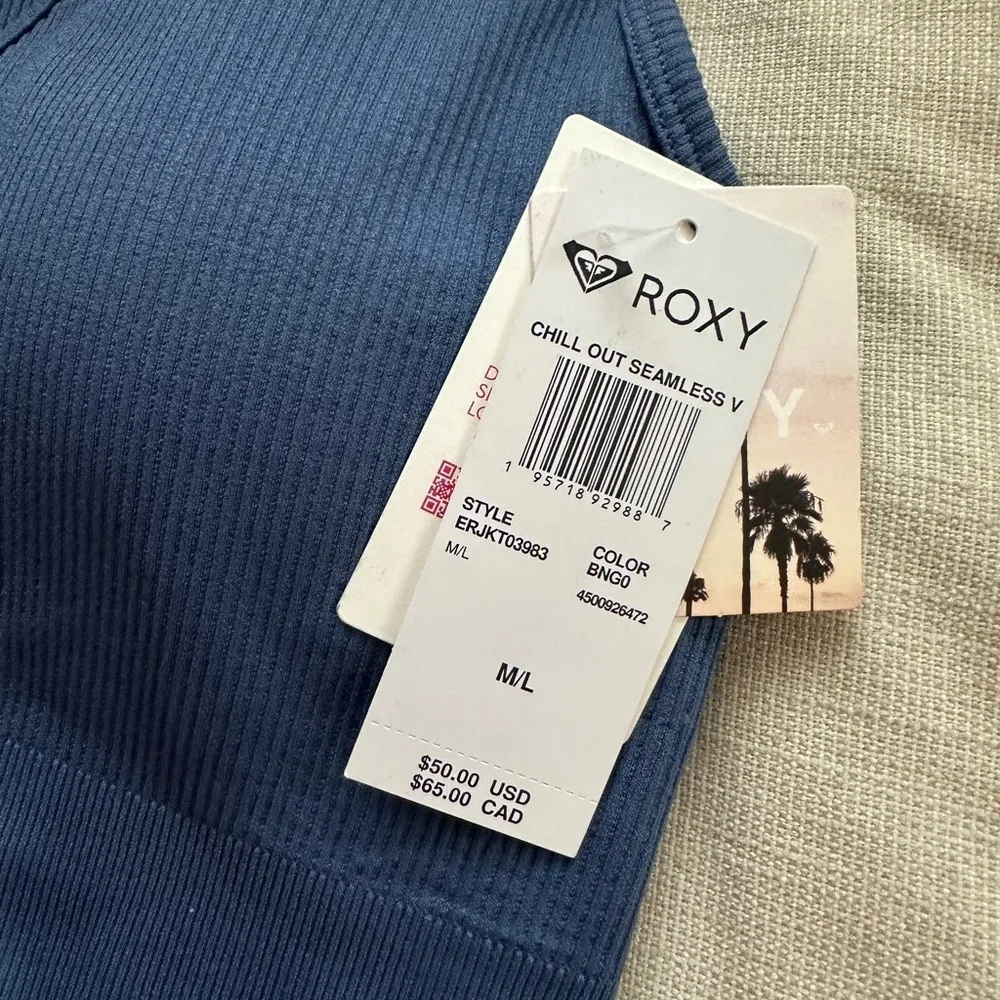 ROXY
CHILL OUT SEAMLESS V
1 95718 92988 7
STYLE
ERJKT03983
M/L
COLOR
BNG0
4500926472
M/L
$50.00 USD
$65.00 CAD
Y